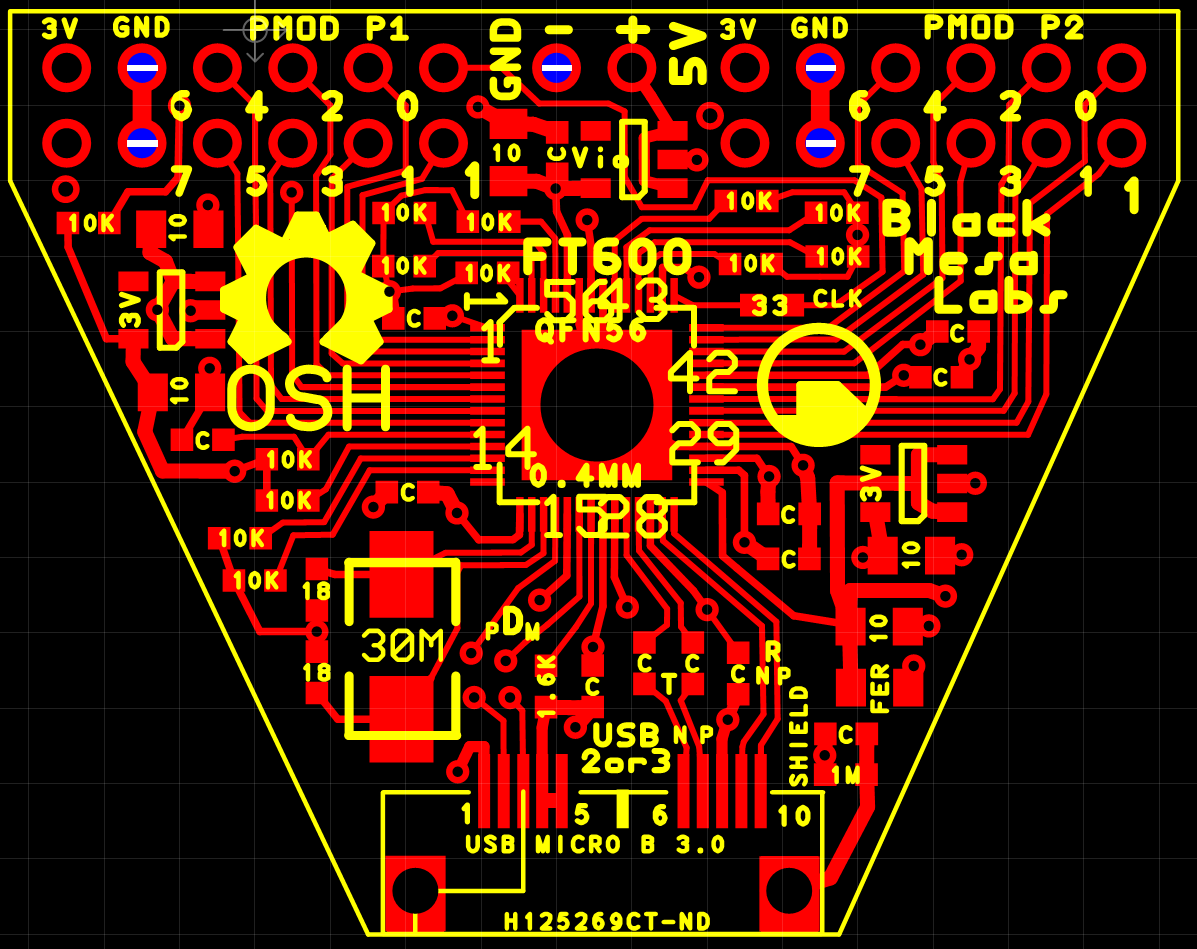 3V GND PMOD P1 GND - + 5V 3V GND PMOD P2
6 4 2 0 6 4 2 0
10 C Vio
7 5 3 1 1 7 5 3 1 1
10K 10 10K 10K 10K 10K Black
10K 10K FT600 10K 10K Mesa
3V C 1 56 43 33 CLK Labs
1 QFN56 C
10 OSH 42 C
C 14 29
10K 0.4MM 3V
10K C 15 28 C
10K C 10
10K 18
PDM 10
30M C C R
18 1.6K C T C NP FER
USB N P SHIELD C
2or3 1M
1 5 6 10
USB MICRO B 3.0
H125269CT-ND